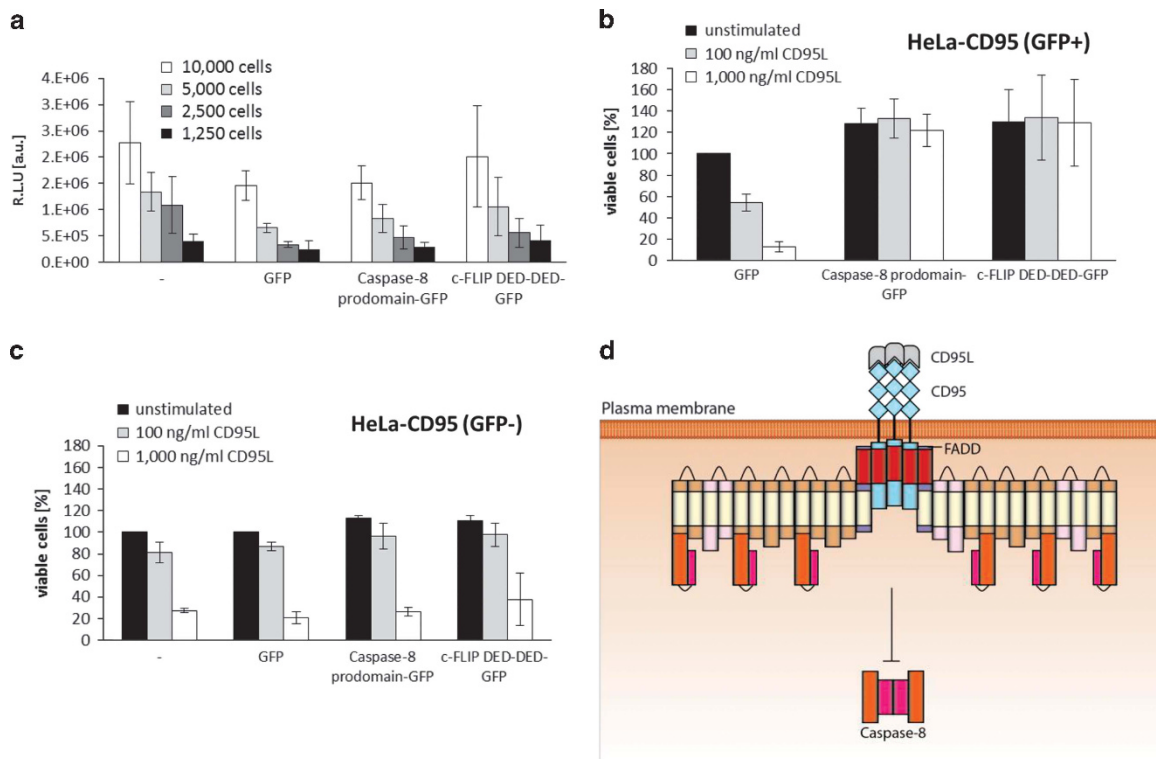 a
10,000 cells
5,000 cells
2,500 cells
1,250 cells
R.L.U [a.u.]
4.E+06
3.E+06
3.E+06
2.E+06
2.E+06
1.E+06
1.E+06
5.E+05
0.E+00
-
GFP
Caspase-8
prodomain-GFP
c-FLIP DED-DED-
GFP
b
unstimulated
100 ng/ml CD95L
1,000 ng/ml CD95L
HeLa-CD95 (GFP+)
viable cells [%]
180
160
140
120
100
80
60
40
20
0
GFP
Caspase-8 prodomain-
GFP
c-FLIP DED-DED-GFP
c
unstimulated
100 ng/ml CD95L
1,000 ng/ml CD95L
HeLa-CD95 (GFP-)
viable cells [%]
180
160
140
120
100
80
60
40
20
0
-
GFP
Caspase-8
prodomain-GFP
c-FLIP DED-DED-
GFP
d
CD95L
CD95
Plasma membrane
FADD
Caspase-8